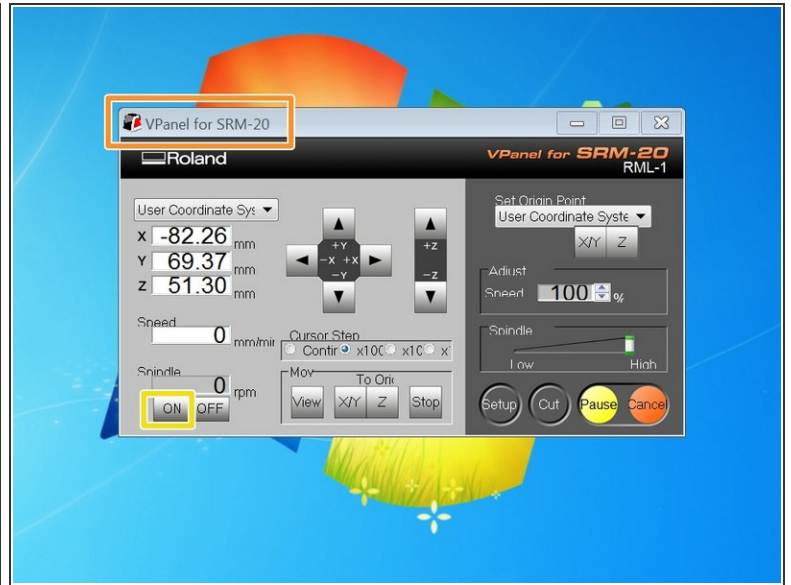 VPanel for SRM-20
Roland
VPanel for SRM-20
RML-1
User Coordinate Sys
X -82.26 mm
Y 69.37 mm
Z 51.30 mm
Speed
0 mm/mir
Spindle
0 rpm
ON OFF
+Y
-X +X
-Y
+Z
-Z
Cursor Step
Contir x100 x10 x
Mov To Ori
View X/Y Z Stop
Set Origin Point
User Coordinate Syste
X/Y Z
Adjust
Speed 100 %
Spindle
Low High
Setup Cut Pause Cancel